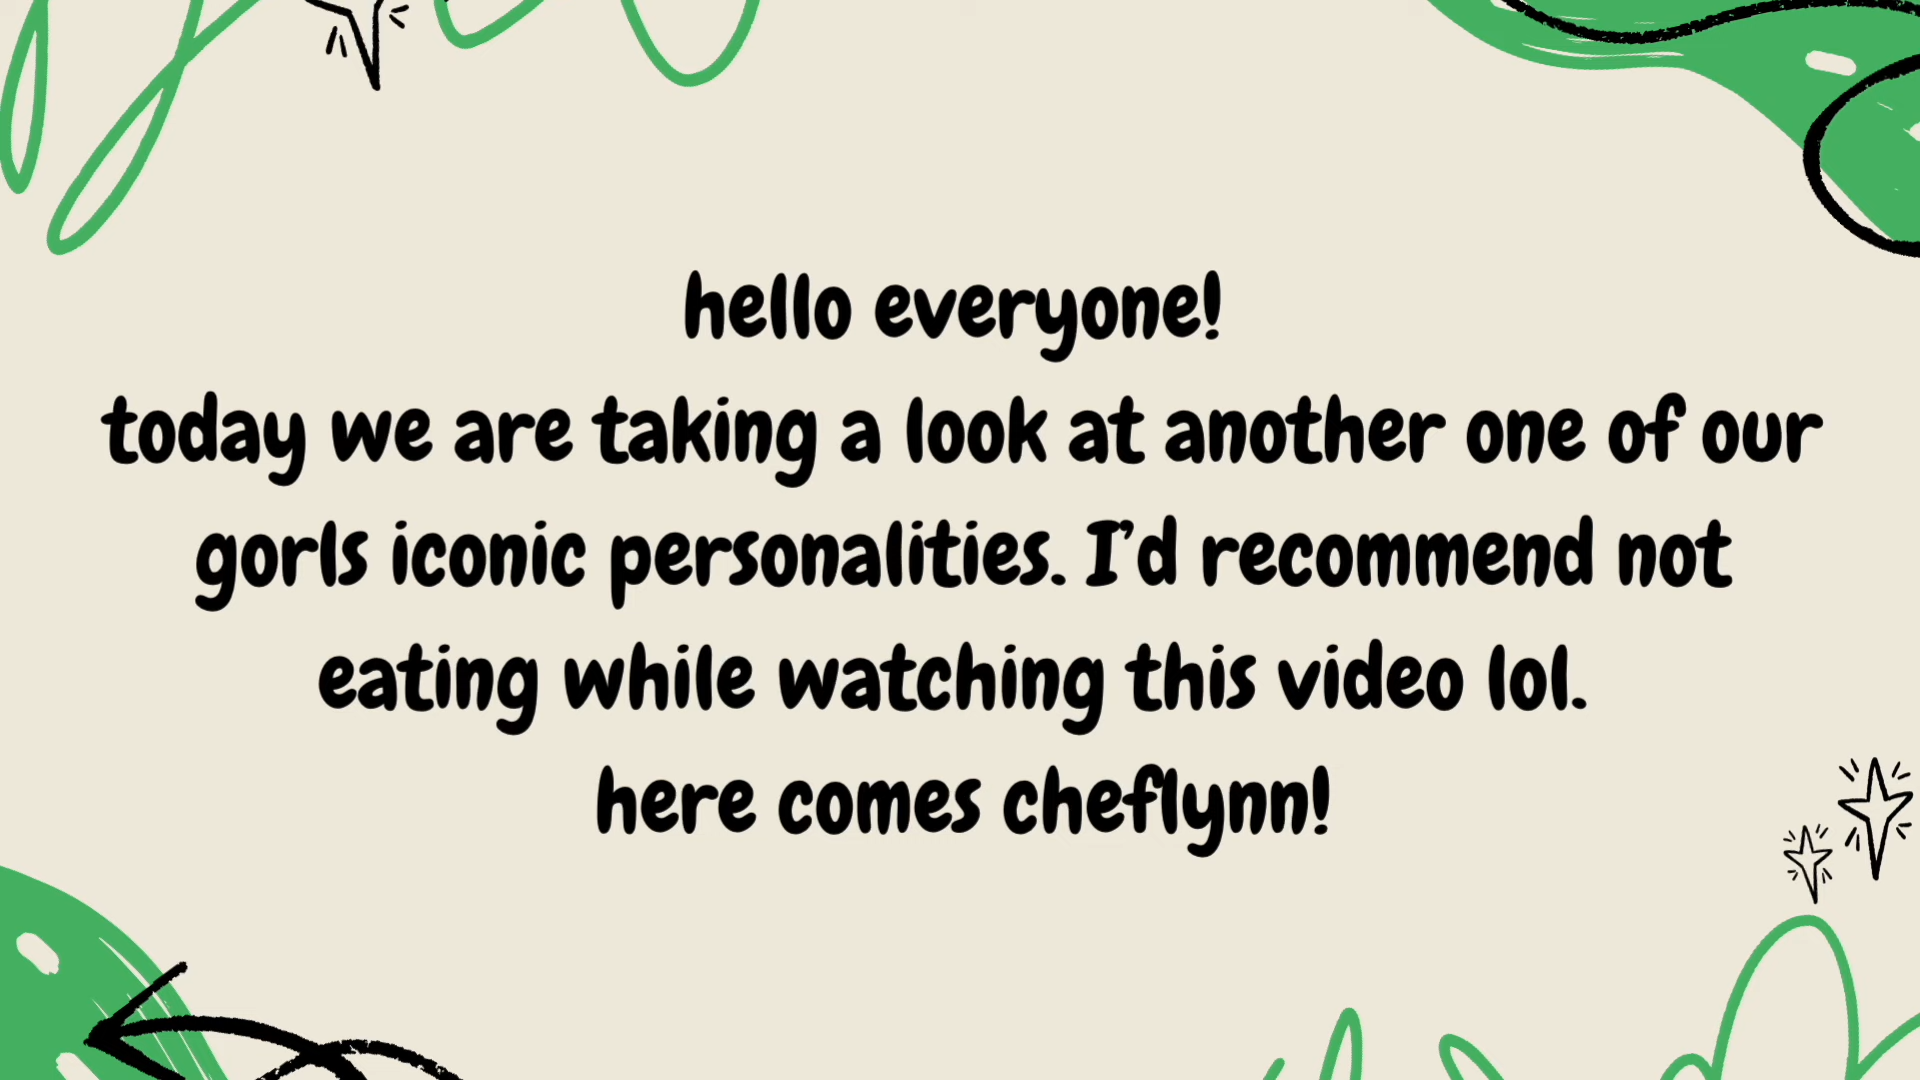 hello everyone!
today we are taking a look at another one of our
gorls iconic personalities. I'd recommend not
eating while watching this video lol.
here comes cheflynn!